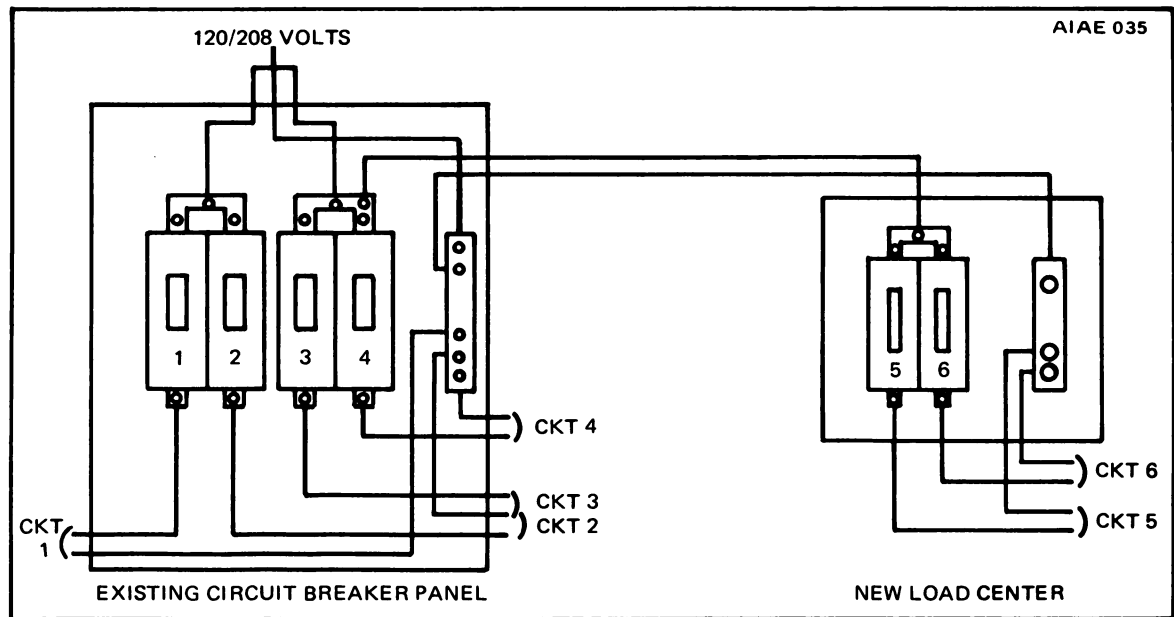 AIAE 035
120/208 VOLTS
1 2 3 4
5 6
CKT 4
CKT 3
CKT 2
CKT
1
CKT 6
CKT 5
EXISTING CIRCUIT BREAKER PANEL
NEW LOAD CENTER